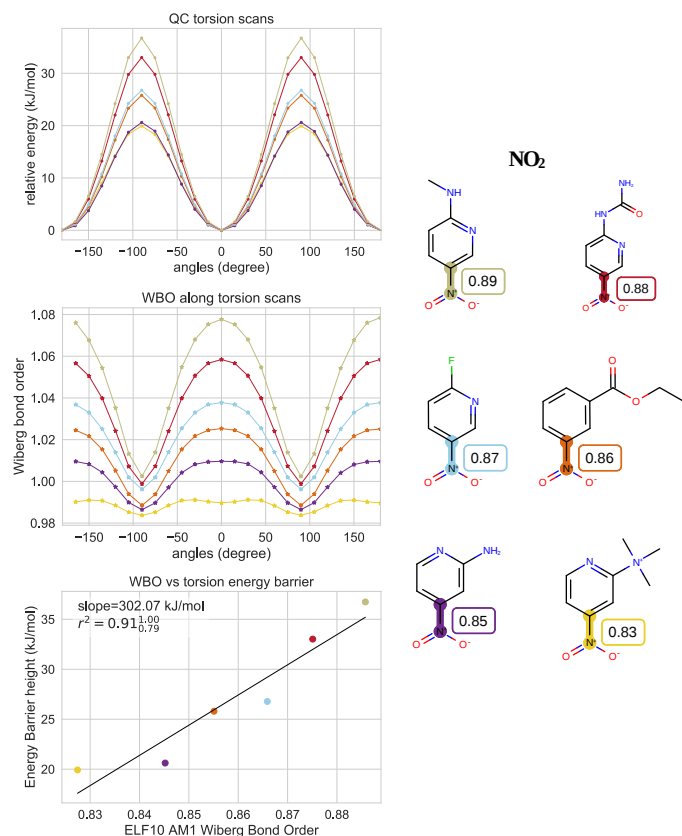 QC torsion scans
relative energy (kJ/mol)
30
20
10
0
−150 −100 −50 0 50 100 150
angles (degree)
WBO along torsion scans
Wiberg bond order
1.08
1.06
1.04
1.02
1.00
0.98
−150 −100 −50 0 50 100 150
angles (degree)
WBO vs torsion energy barrier
slope=302.07 kJ/mol
r² = 0.91 1.00 0.79
Energy Barrier height (kJ/mol)
35
30
25
20
0.83 0.84 0.85 0.86 0.87 0.88
ELF10 AM1 Wiberg Bond Order
NO₂
NH
N
N⁺
O
O⁻
0.89
NH₂
NH
O
N
N⁺
O
O⁻
0.88
F
N
N⁺
O
O⁻
0.87
O
O
N⁺
O
O⁻
0.86
N
NH₂
N⁺
O
O⁻
0.85
N
N⁺
N⁺
O
O⁻
0.83